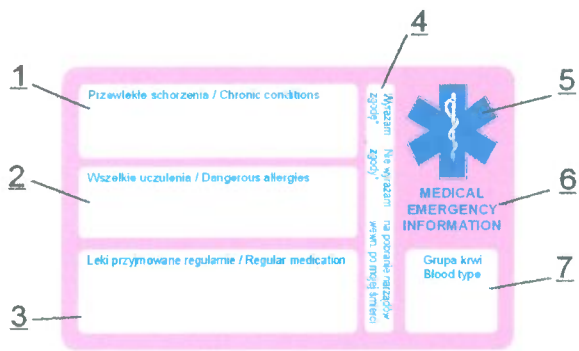 1
Przewlekłe schorzenia / Chronic conditions
2
Wszelkie uczulenia / Dangerous allergies
3
Leki przyjmowane regularnie / Regular medication
4
Wyrażam zgodę* Nie wyrażam zgody* na pobranie narządów
wewn. po mojej śmierci
5
6
MEDICAL
EMERGENCY
INFORMATION
7
Grupa krwi
Blood type